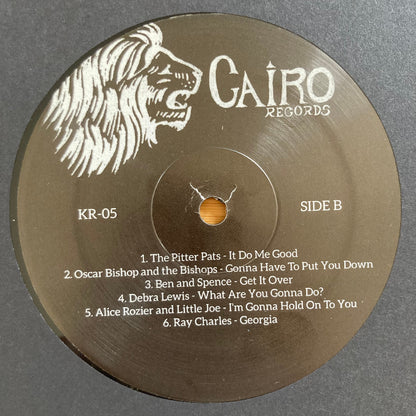 CAiRO
RECORDS
KR-05
SIDE B
1. The Pitter Pats - It Do Me Good
2. Oscar Bishop and the Bishops - Gonna Have To Put You Down
3. Ben and Spence - Get It Over
4. Debra Lewis - What Are You Gonna Do?
5. Alice Rozier and Little Joe - I'm Gonna Hold On To You
6. Ray Charles - Georgia